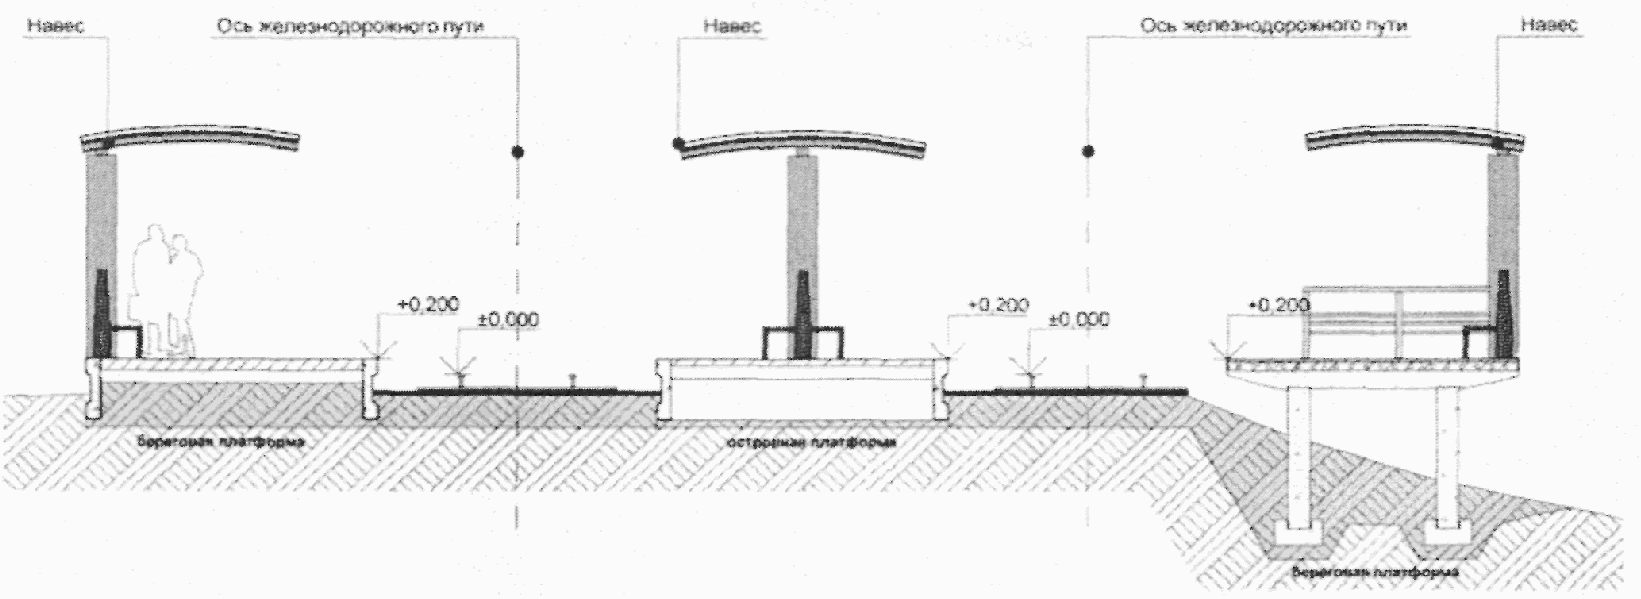 Навес
Ось железнодорожного пути
Навес
Ось железнодорожного пути
Навес
+0,200
±0,000
+0,200
±0,000
+0,200
береговая платформа
островная платформа
Береговая платформа